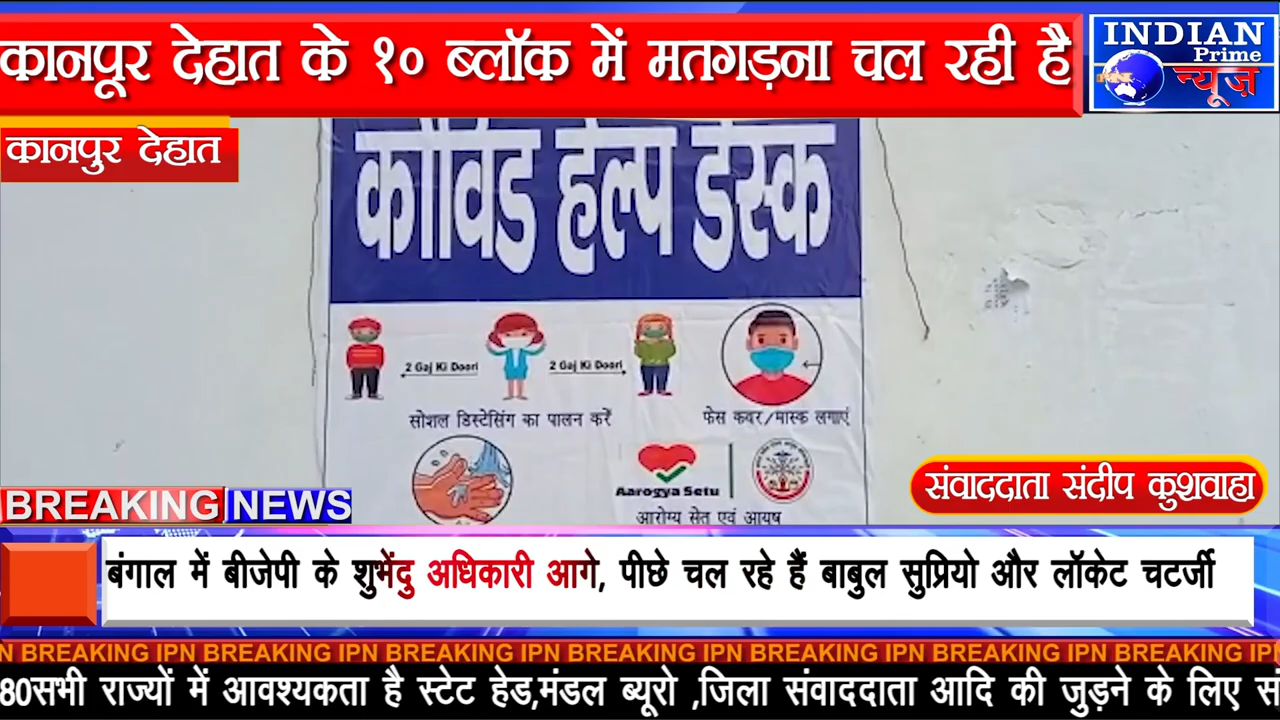 कानपूर देहात के १० ब्लॉक में मतगड़ना चल रही है
INDIAN
Prime
न्यूज़
कानपुर देहात
कोविड हेल्प डेस्क
2 Gaj Ki Doori
2 Gaj Ki Doori
सोशल डिस्टेसिंग का पालन करें
फेस कवर/मास्क लगाएं
Aarogya Setu
आरोग्य सेतु एवं आयुष
संवाददाता संदीप कुशवाहा
BREAKING NEWS
बंगाल में बीजेपी के शुभेंदु अधिकारी आगे, पीछे चल रहे हैं बाबुल सुप्रियो और लॉकेट चटर्जी
N BREAKING IPN BREAKING IPN BREAKING IPN BREAKING IPN BREAKING IPN BREAKING IPN BREAKING IPN
80सभी राज्यों में आवश्यकता है स्टेट हेड,मंडल ब्यूरो ,जिला संवाददाता आदि की जुड़ने के लिए सं